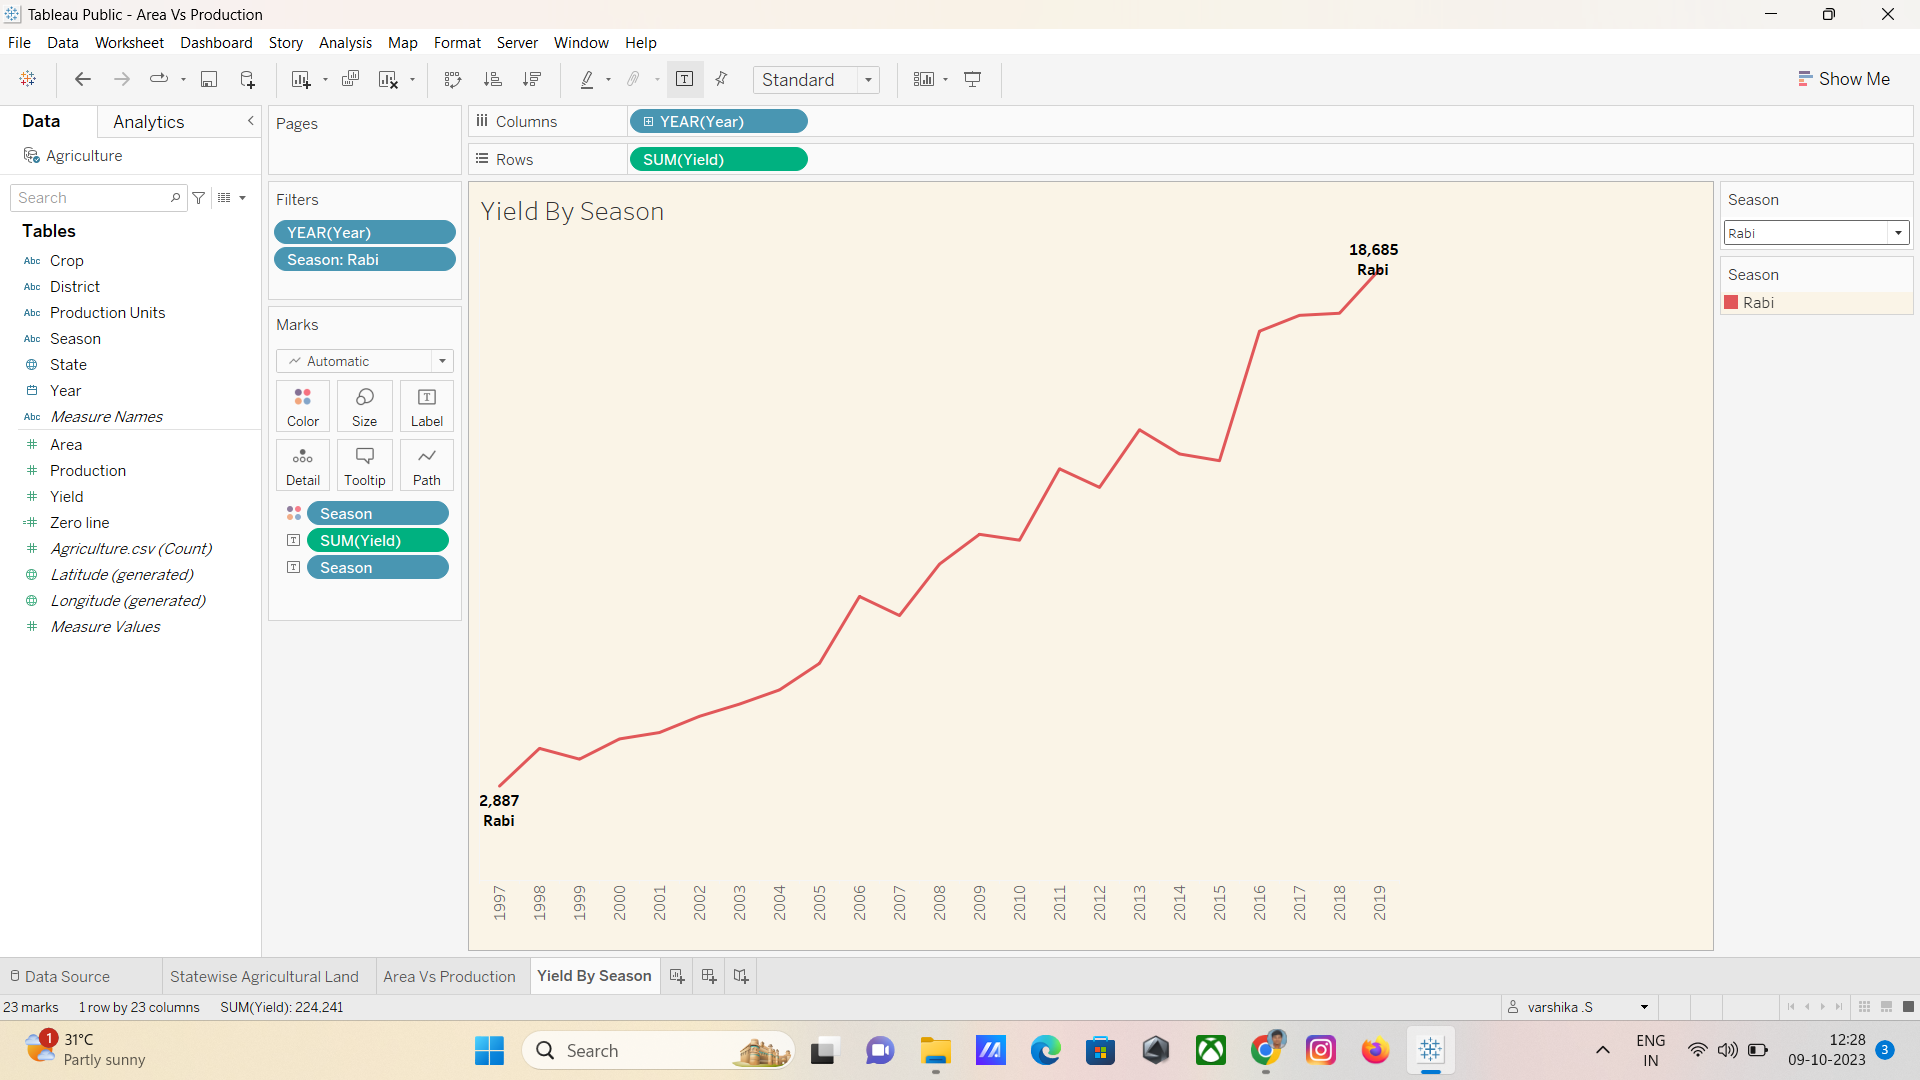 Tableau Public - Area Vs Production
File Data Worksheet Dashboard Story Analysis Map Format Server Window Help
Standard
Show Me
Data Analytics
Agriculture
Search
Tables
Abc Crop
Abc District
Abc Production Units
Abc Season
State
Year
Abc Measure Names
Area
Production
Yield
Zero line
Agriculture.csv (Count)
Latitude (generated)
Longitude (generated)
Measure Values
Pages
Filters
YEAR(Year)
Season: Rabi
Marks
Automatic
Color Size Label
Detail Tooltip Path
Season
SUM(Yield)
Season
Columns YEAR(Year)
Rows SUM(Yield)
Yield By Season
18,685
Rabi
2,887
Rabi
1997 1998 1999 2000 2001 2002 2003 2004 2005 2006 2007 2008 2009 2010 2011 2012 2013 2014 2015 2016 2017 2018 2019
Season
Rabi
Season
Rabi
Data Source Statewise Agricultural Land Area Vs Production Yield By Season
23 marks 1 row by 23 columns SUM(Yield): 224,241
varshika .S
1
31°C
Partly sunny
Search
ENG
IN
12:28
09-10-2023
3